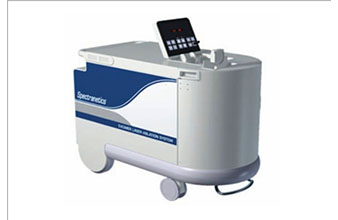 Spectranetics
EXCIMER LASER ABLATION SYSTEM